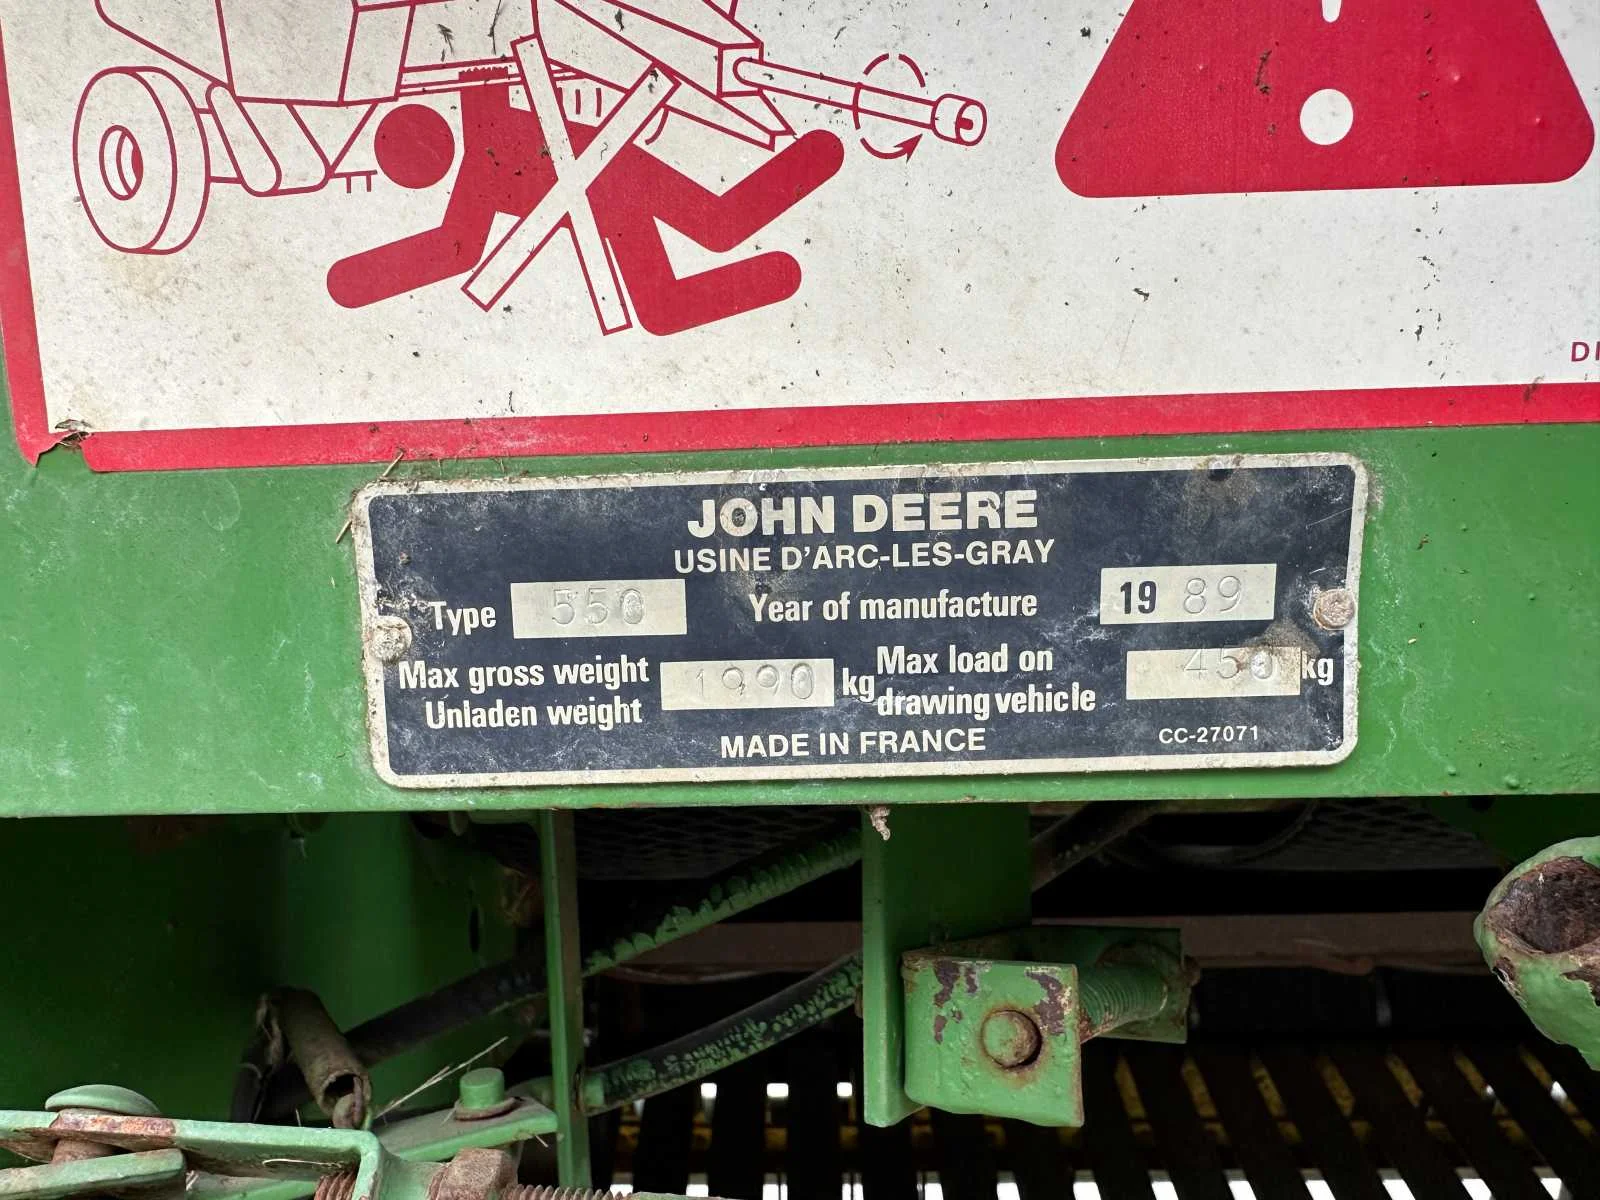 DI
JOHN DEERE
USINE D'ARC-LES-GRAY
Type 550 Year of manufacture 19 89
Max gross weight
Unladen weight 1990 kg Max load on
drawing vehicle 450 kg
MADE IN FRANCE CC-27071